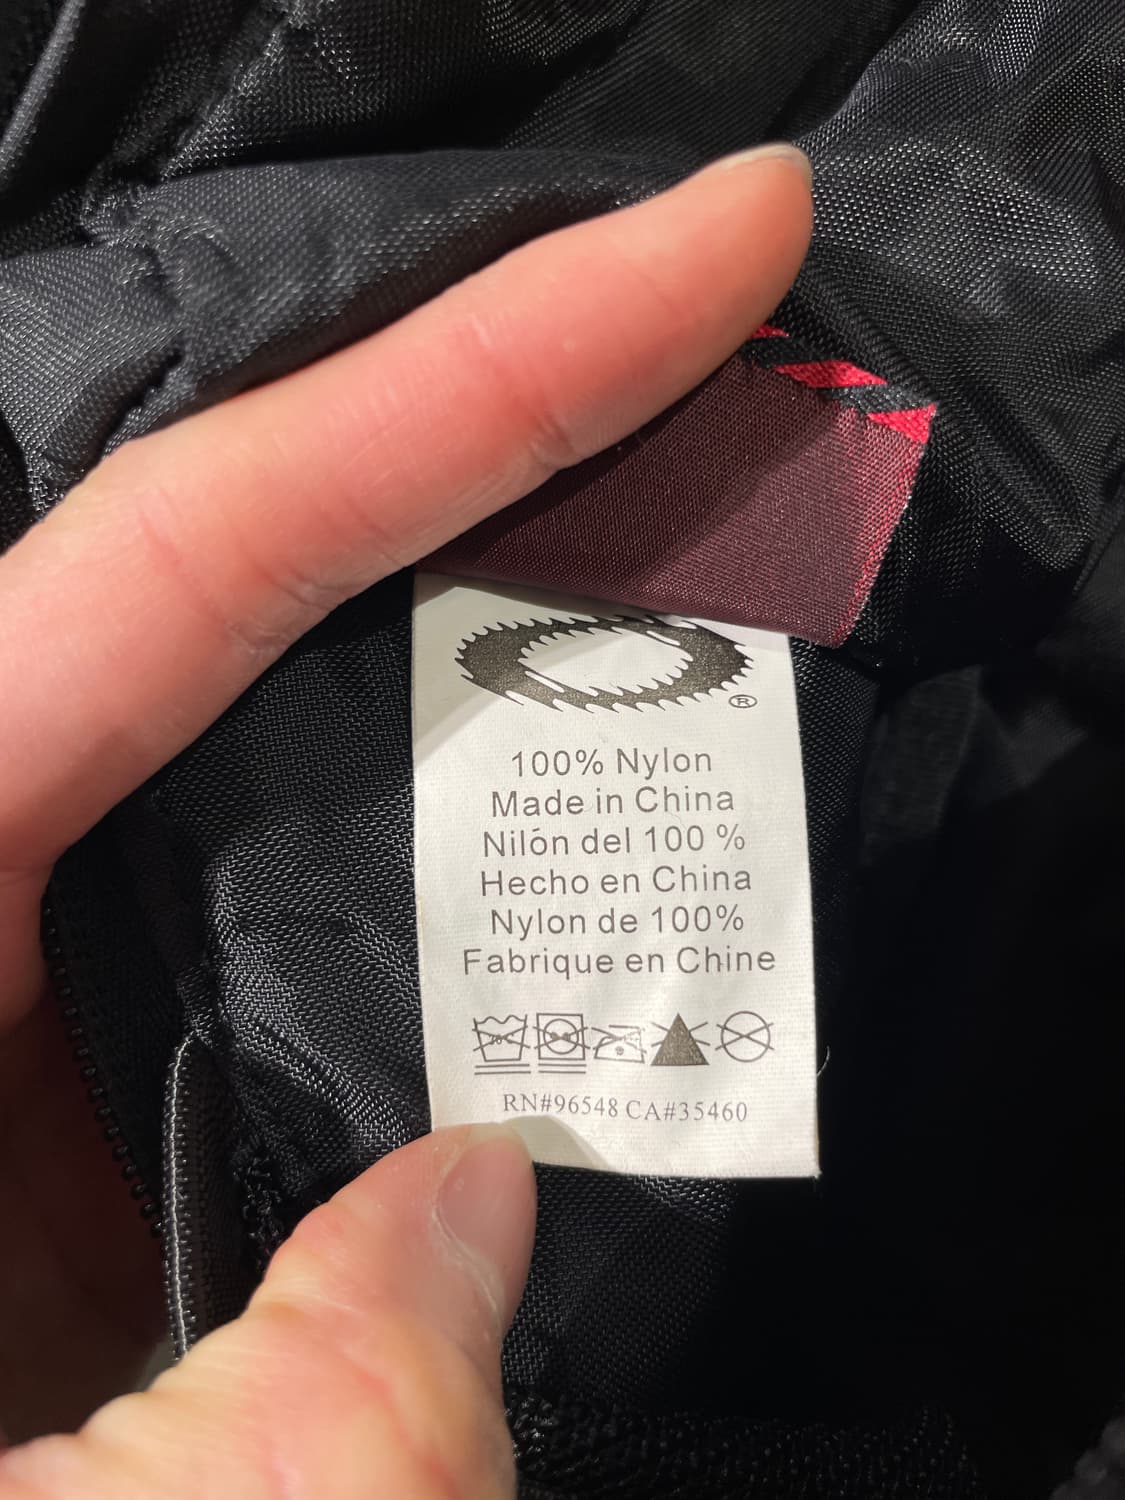 ®
100% Nylon
Made in China
Nilón del 100 %
Hecho en China
Nylon de 100%
Fabrique en Chine
RN#96548 CA#35460